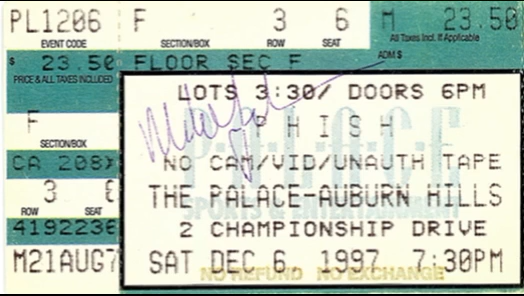 PL1206 F 3 6 M 23.50
EVENT CODE SECTION/BOX ROW SEAT All Taxes Incl. If Applicable
$ 23.50 FLOOR SEC F ADM$
PRICE & ALL TAXES INCLUDED
LOTS 3:30/ DOORS 6PM
F
PHISH
PALACE
SECTION/BOX
NO CAM/VID/UNAUTH TAPE
CA 208X
3
THE PALACE-AUBURN HILLS
ROW SEAT
SPORTS & ENTERTAINMENT
4192236
2 CHAMPIONSHIP DRIVE
M21AUG7
SAT DEC 6, 1997 7:30PM
NO REFUND NO EXCHANGE